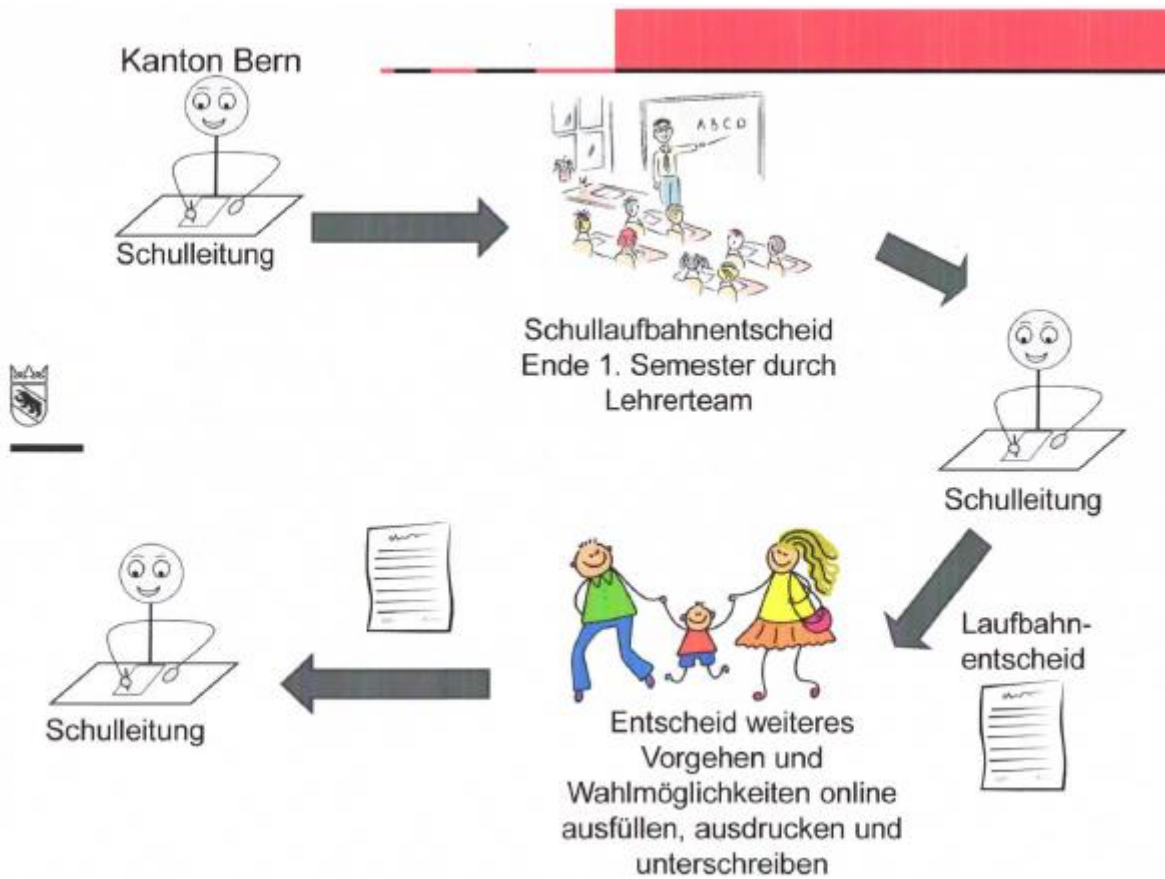 Kanton Bern
Schulleitung
ABCD
Schullaufbahnentscheid
Ende 1. Semester durch
Lehrerteam
Schulleitung
Laufbahn-
entscheid
Entscheid weiteres
Vorgehen und
Wahlmöglichkeiten online
ausfüllen, ausdrucken und
unterschreiben
Schulleitung